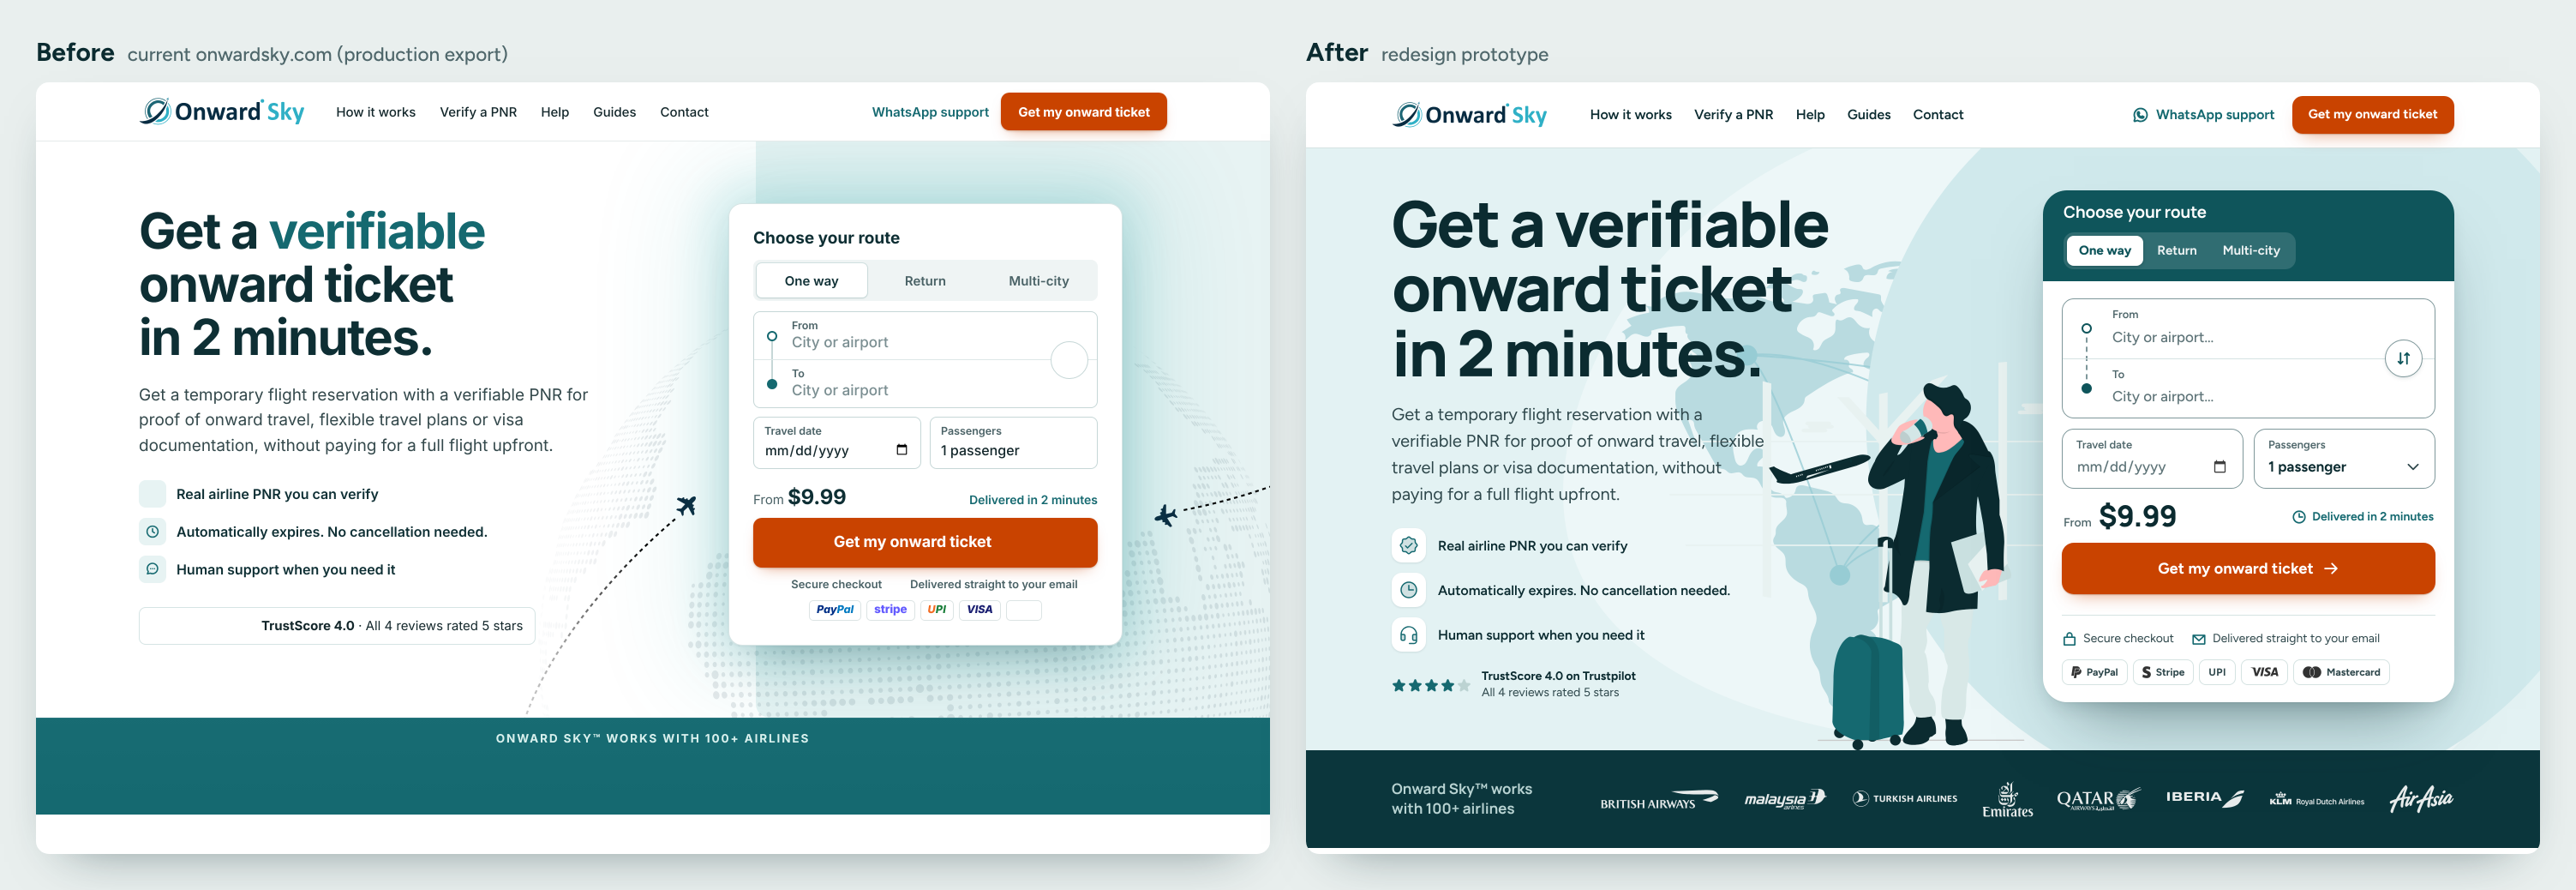 Before current onwardsky.com (production export)
Onward Sky
How it works Verify a PNR Help Guides Contact
WhatsApp support
Get my onward ticket
Get a verifiable
onward ticket
in 2 minutes.
Get a temporary flight reservation with a verifiable PNR for
proof of onward travel, flexible travel plans or visa
documentation, without paying for a full flight upfront.
Real airline PNR you can verify
Automatically expires. No cancellation needed.
Human support when you need it
TrustScore 4.0 · All 4 reviews rated 5 stars
Choose your route
One way Return Multi-city
From
City or airport
To
City or airport
Travel date
mm/dd/yyyy
Passengers
1 passenger
From $9.99
Delivered in 2 minutes
Get my onward ticket
Secure checkout Delivered straight to your email
PayPal stripe UPI VISA
ONWARD SKY™ WORKS WITH 100+ AIRLINES
After redesign prototype
Onward Sky
How it works Verify a PNR Help Guides Contact
WhatsApp support
Get my onward ticket
Get a verifiable
onward ticket
in 2 minutes.
Get a temporary flight reservation with a
verifiable PNR for proof of onward travel, flexible
travel plans or visa documentation, without
paying for a full flight upfront.
Real airline PNR you can verify
Automatically expires. No cancellation needed.
Human support when you need it
TrustScore 4.0 on Trustpilot
All 4 reviews rated 5 stars
Choose your route
One way Return Multi-city
From
City or airport...
To
City or airport...
Travel date
mm/dd/yyyy
Passengers
1 passenger
From $9.99
Delivered in 2 minutes
Get my onward ticket →
Secure checkout Delivered straight to your email
PayPal Stripe UPI VISA Mastercard
Onward Sky™ works
with 100+ airlines
BRITISH AIRWAYS
malaysia
airlines
TURKISH AIRLINES
Emirates
QATAR
AIRWAYS
IBERIA
KLM Royal Dutch Airlines
AirAsia